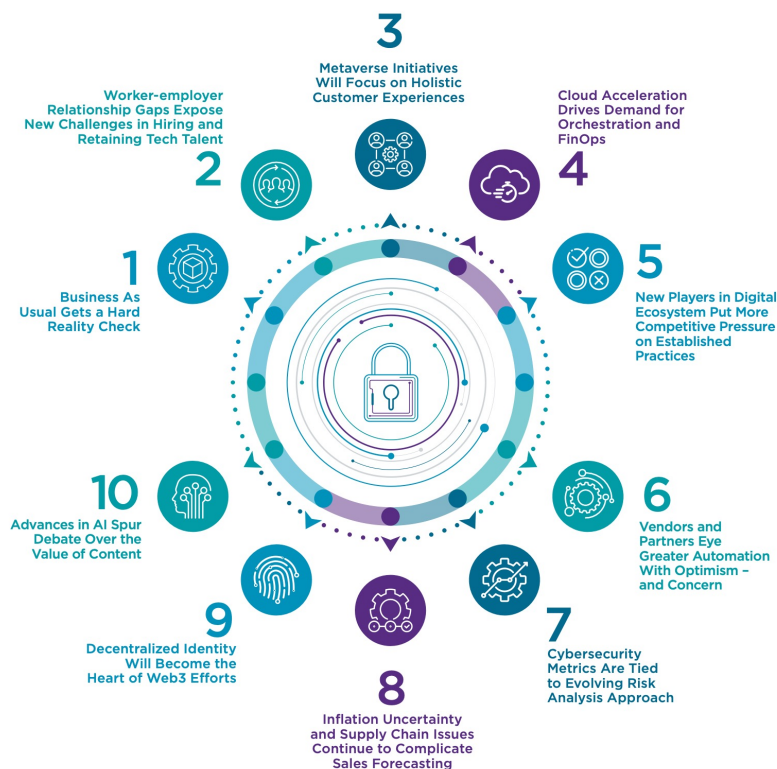 3
Metaverse Initiatives
Will Focus on Holistic
Customer Experiences
Worker-employer
Relationship Gaps Expose
New Challenges in Hiring and
Retaining Tech Talent
2
Cloud Acceleration
Drives Demand for
Orchestration and
FinOps
4
1
Business As
Usual Gets a Hard
Reality Check
5
New Players in Digital
Ecosystem Put More
Competitive Pressure
on Established
Practices
10
Advances in AI Spur
Debate Over the
Value of Content
6
Vendors and
Partners Eye
Greater Automation
With Optimism –
and Concern
9
Decentralized Identity
Will Become the
Heart of Web3 Efforts
7
Cybersecurity
Metrics Are Tied
to Evolving Risk
Analysis Approach
8
Inflation Uncertainty
and Supply Chain Issues
Continue to Complicate
Sales Forecasting